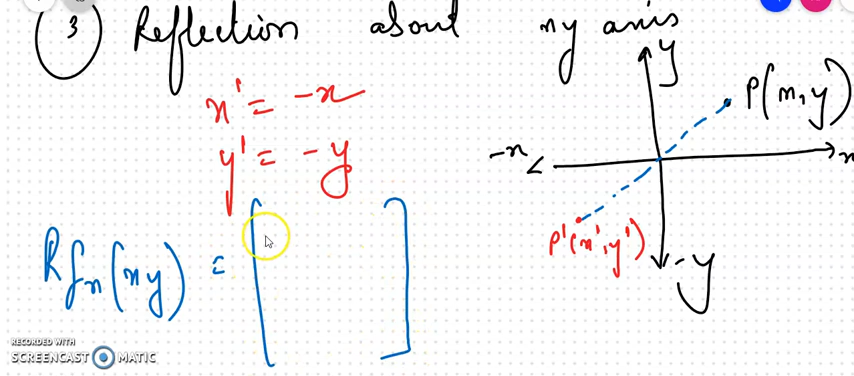 3 Reflection about xy axis
x' = -x
y' = -y
Rfx(xy) = [ ]
y
P(x, y)
-x
x
P'(x', y')
-y
RECORDED WITH
SCREENCAST O MATIC